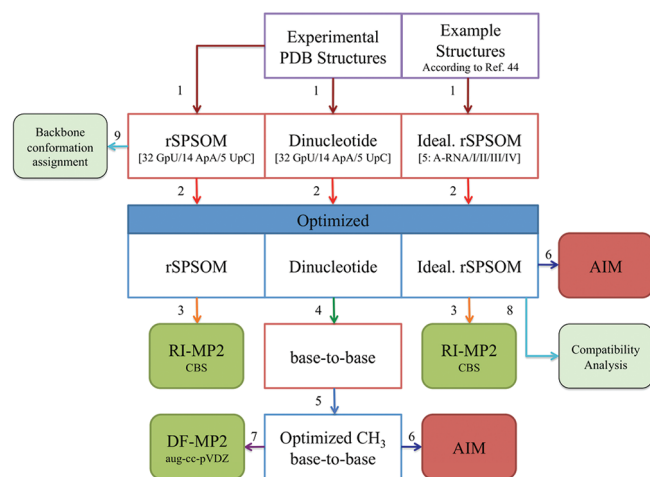 Experimental
PDB Structures
Example
Structures
According to Ref. 44
1
1
1
Backbone
conformation
assignment
9
rSPSOM
[32 GpU/14 ApA/5 UpC]
Dinucleotide
[32 GpU/14 ApA/5 UpC]
Ideal. rSPSOM
[5: A-RNA/I/II/III/IV]
2
2
2
Optimized
rSPSOM
Dinucleotide
Ideal. rSPSOM
6
AIM
3
4
3
8
RI-MP2
CBS
base-to-base
RI-MP2
CBS
Compatibility
Analysis
5
DF-MP2
aug-cc-pVDZ
7
Optimized CH3
base-to-base
6
AIM